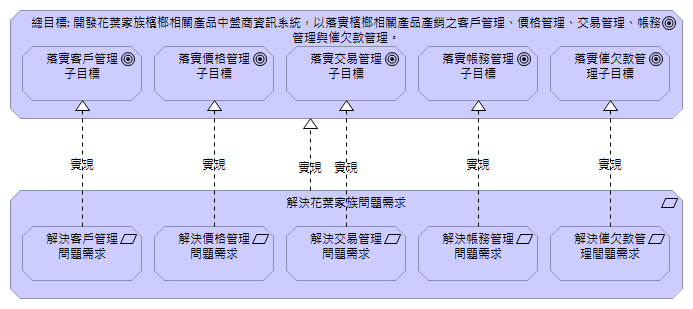 總目標: 開發花葉家族檳榔相關產品中盤商資訊系統，以落實檳榔相關產品產銷之客戶管理、價格管理、交易管理、帳務
管理與催欠款管理。
落實客戶管理
子目標
落實價格管理
子目標
落實交易管理
子目標
落實帳務管理
子目標
落實催欠款管
理子目標
實現
實現
實現
實現
實現
實現
解決花葉家族問題需求
解決客戶管理
問題需求
解決價格管理
問題需求
解決交易管理
問題需求
解決帳務管理
問題需求
解決催欠款管
理問題需求